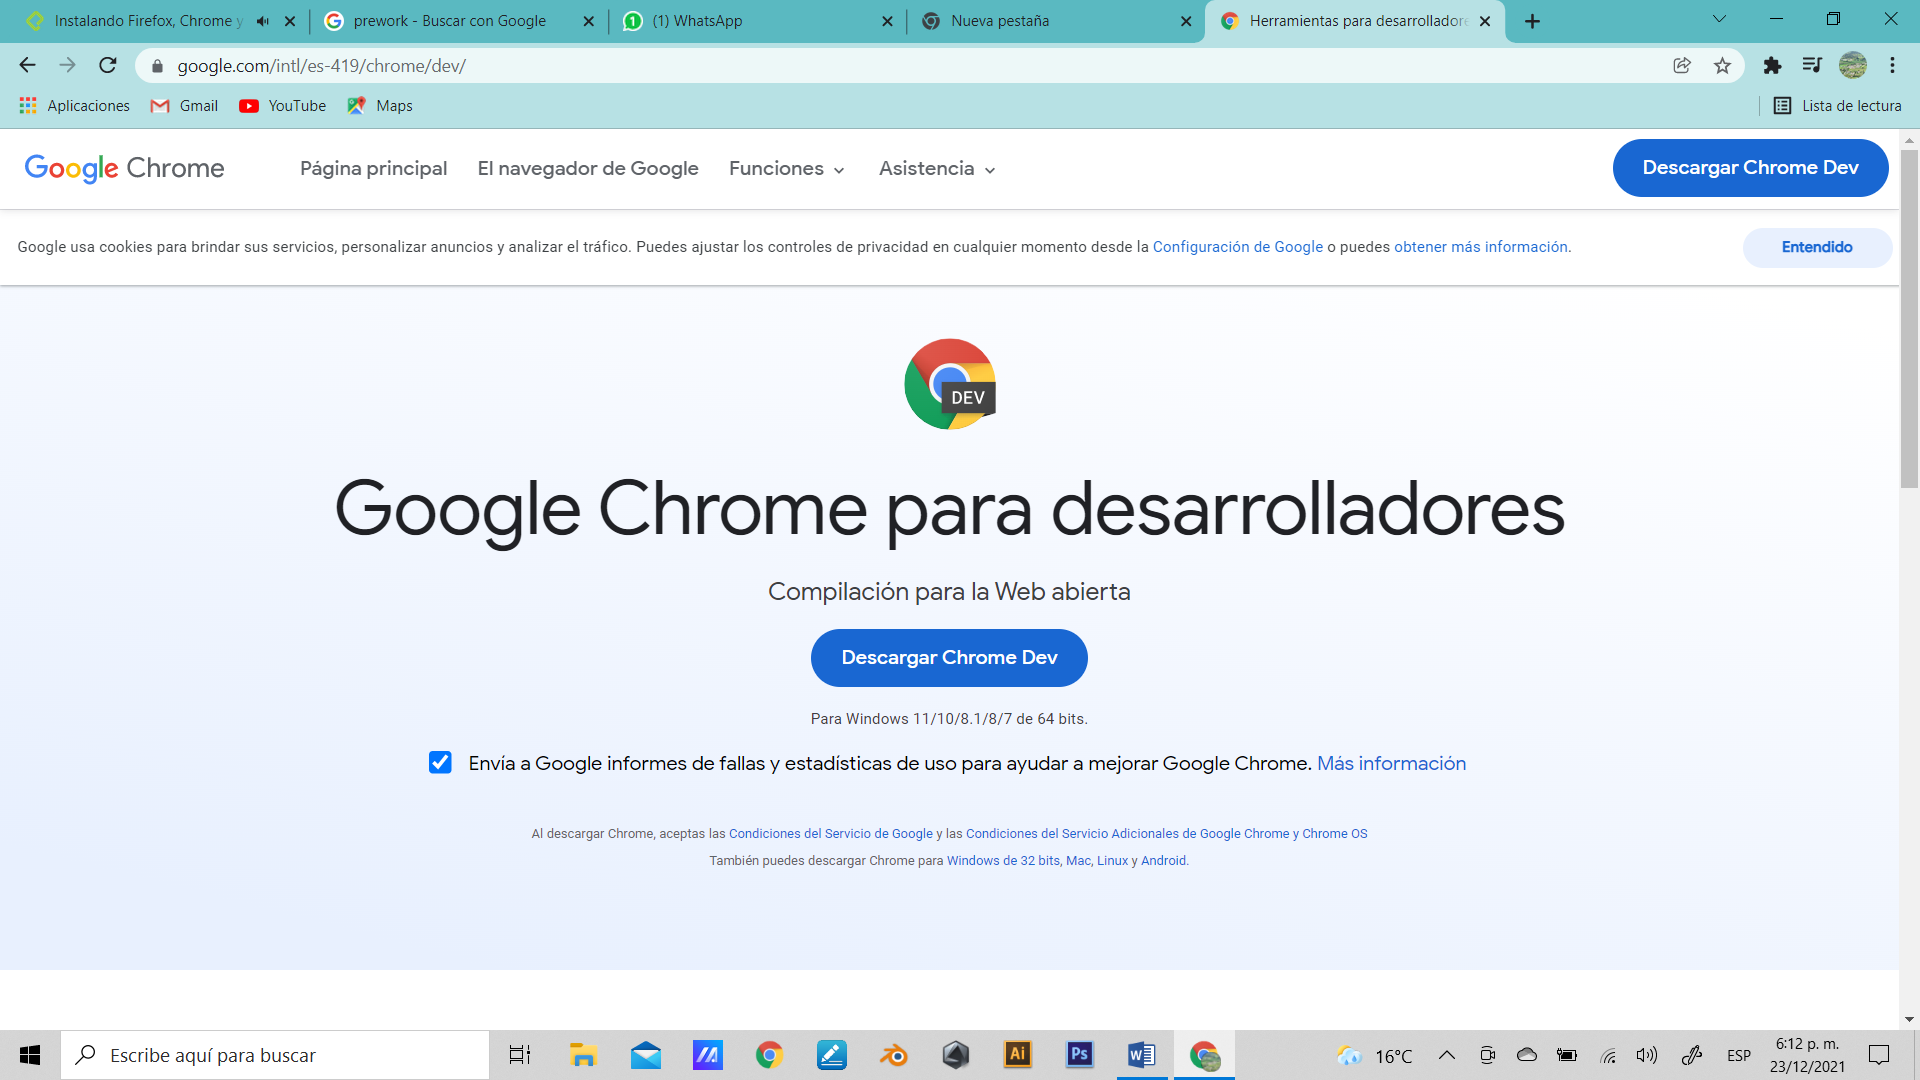 Instalando Firefox, Chrome y
prework - Buscar con Google
(1) WhatsApp
Nueva pestaña
Herramientas para desarrolladore
google.com/intl/es-419/chrome/dev/
Aplicaciones
Gmail
YouTube
Maps
Lista de lectura
Google Chrome
Página principal
El navegador de Google
Funciones
Asistencia
Descargar Chrome Dev
Google usa cookies para brindar sus servicios, personalizar anuncios y analizar el tráfico. Puedes ajustar los controles de privacidad en cualquier momento desde la Configuración de Google o puedes obtener más información.
Entendido
DEV
Google Chrome para desarrolladores
Compilación para la Web abierta
Descargar Chrome Dev
Para Windows 11/10/8.1/8/7 de 64 bits.
Envía a Google informes de fallas y estadísticas de uso para ayudar a mejorar Google Chrome. Más información
Al descargar Chrome, aceptas las Condiciones del Servicio de Google y las Condiciones del Servicio Adicionales de Google Chrome y Chrome OS
También puedes descargar Chrome para Windows de 32 bits, Mac, Linux y Android.
Escribe aquí para buscar
Ai
Ps
W
16°C
ESP
6:12 p. m.
23/12/2021